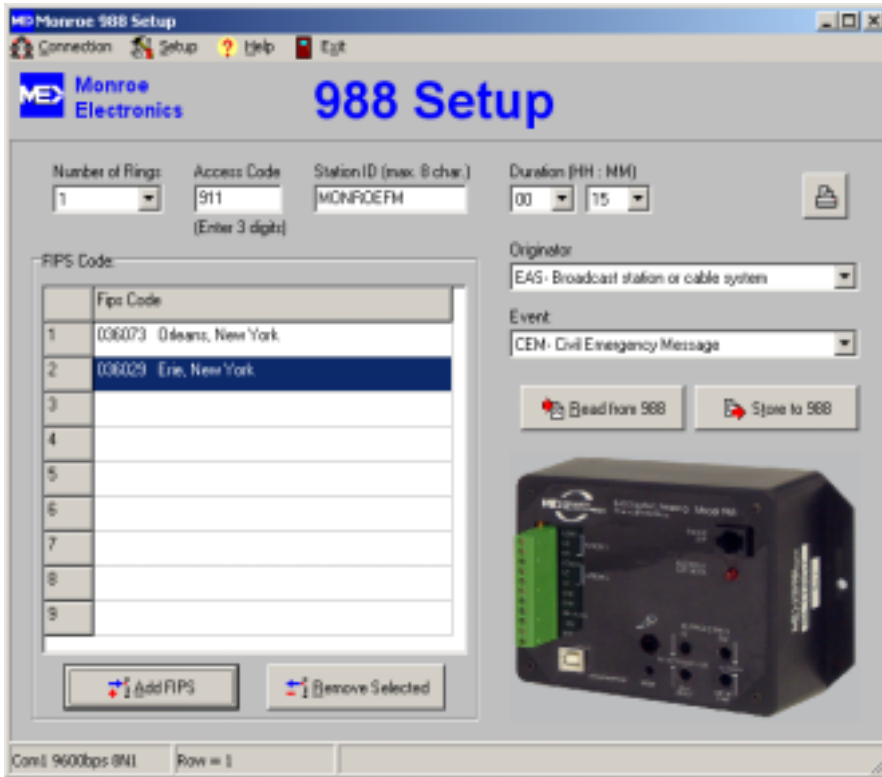 Monroe 988 Setup
Connection Setup Help Exit
Monroe
Electronics
988 Setup
Number of Rings
Access Code
Station ID (max. 8 char.)
Duration (HH : MM)
1
911
MONROEFM
00
15
(Enter 3 digits)
Originator
EAS- Broadcast station or cable system
Event
CEM- Civil Emergency Message
FIPS Code:
Fips Code
1 036073 Orleans, New York
2 036029 Erie, New York
3
4
5
6
7
8
9
Read from 988
Store to 988
Add FIPS
Remove Selected
Com1 9600bps 8N1
Row = 1